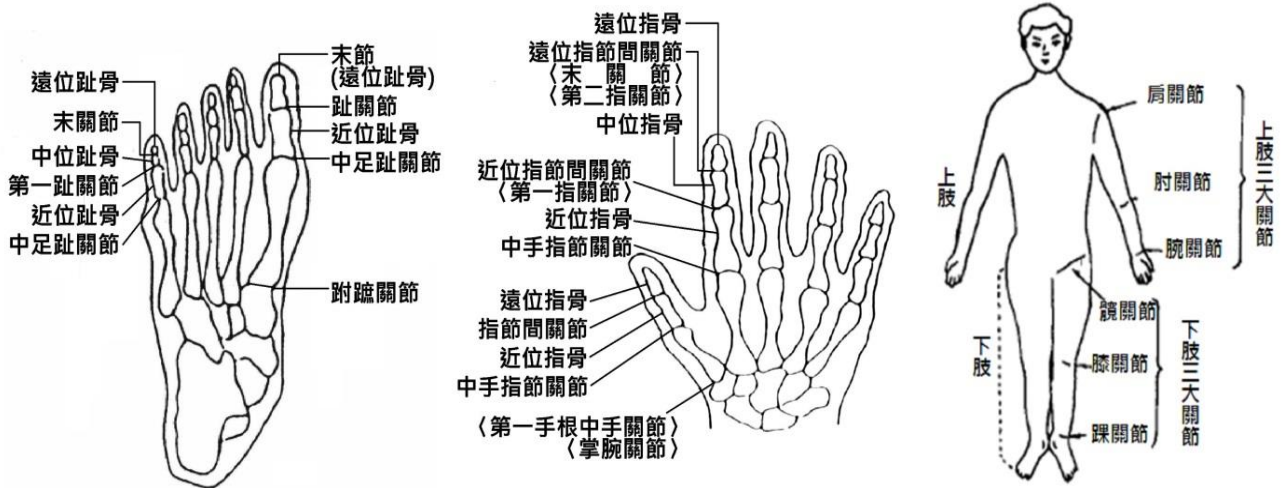 遠位趾骨
末關節
中位趾骨
第一趾關節
近位趾骨
中足趾關節
末節
(遠位趾骨)
趾關節
近位趾骨
中足趾關節
跗蹠關節
遠位指骨
遠位指節間關節
〈末關節〉
〈第二指關節〉
中位指骨
近位指節間關節
〈第一指關節〉
近位指骨
中手指節關節
遠位指骨
指節間關節
近位指骨
中手指節關節
〈第一手根中手關節〉
〈掌腕關節〉
上肢
下肢
肩關節
肘關節
腕關節
上肢三大關節
髖關節
膝關節
踝關節
下肢三大關節